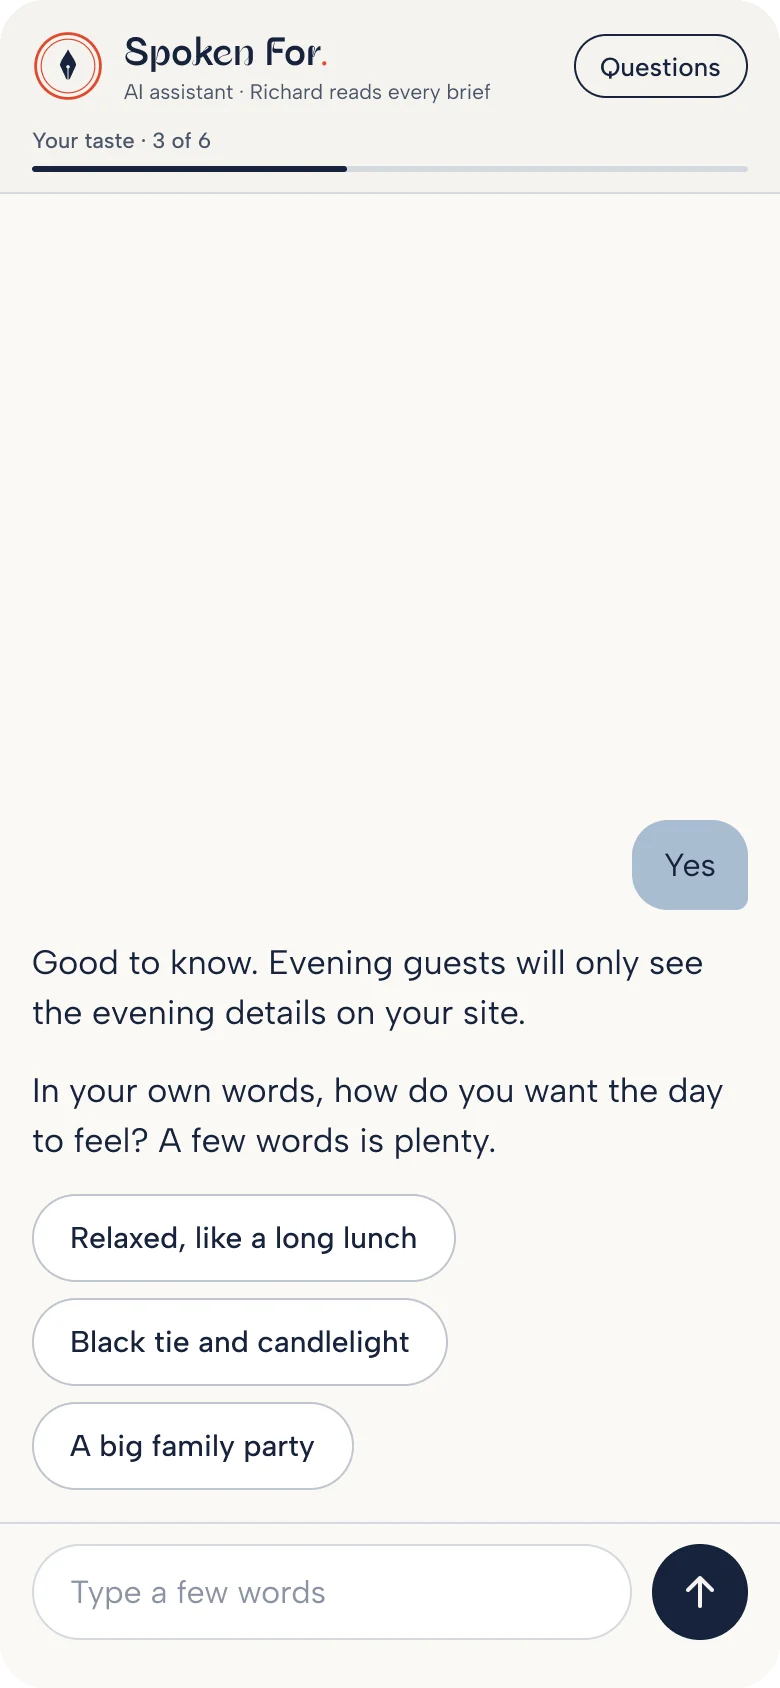 Spoken For.
AI assistant · Richard reads every brief
Questions
Your taste · 3 of 6
Yes
Good to know. Evening guests will only see
the evening details on your site.
In your own words, how do you want the day
to feel? A few words is plenty.
Relaxed, like a long lunch
Black tie and candlelight
A big family party
Type a few words